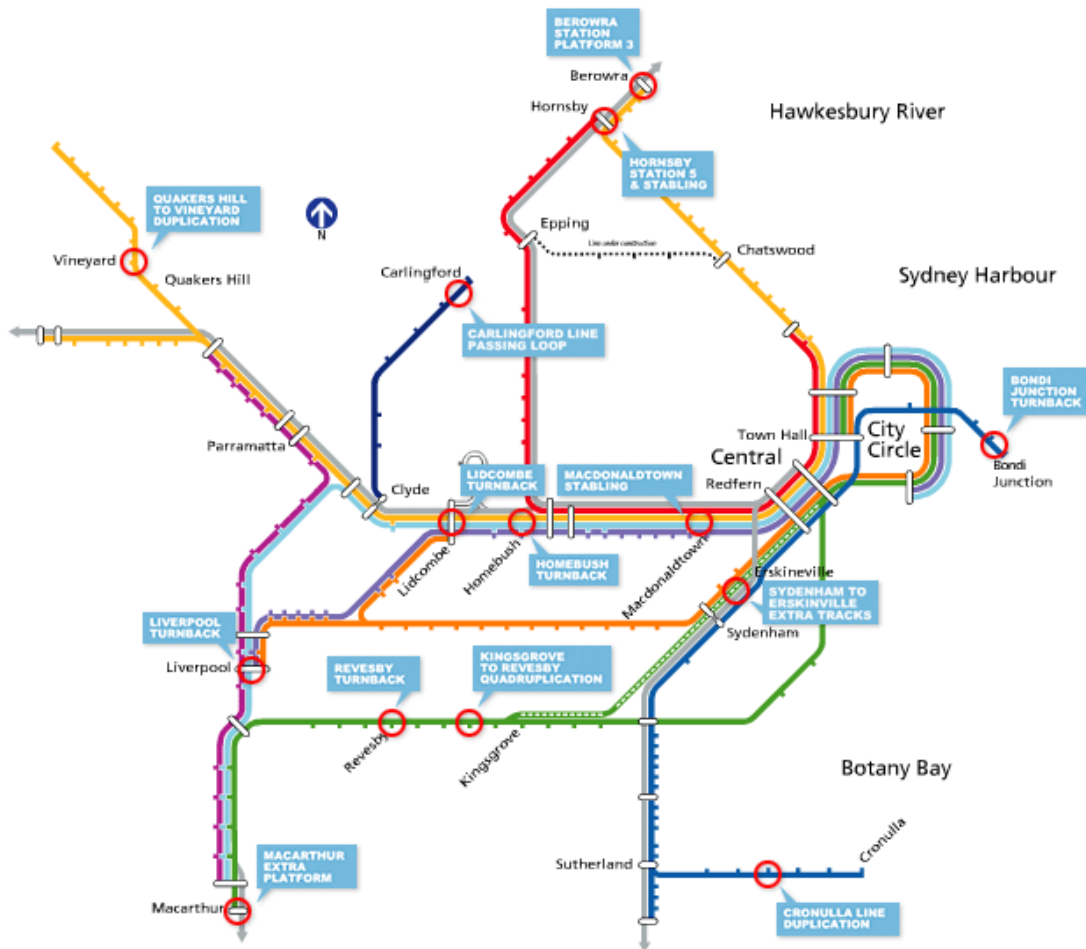 BEROWRA
STATION
PLATFORM 3
Berowra
Hornsby
Hawkesbury River
HORNSBY
STATION 5
& STABLING
QUAKERS HILL
TO VINEYARD
DUPLICATION
N
Epping
Line under construction
Chatswood
Vineyard
Quakers Hill
Carlingford
Sydney Harbour
CARLINGFORD LINE
PASSING LOOP
BONDI
JUNCTION
TURNBACK
Parramatta
Town Hall
City
Circle
Central
Redfern
Bondi
Junction
Clyde
LIDCOMBE
TURNBACK
MACDONALDTOWN
STABLING
Lidcombe
Homebush
HOMEBUSH
TURNBACK
Macdonaldtown
Erskineville
SYDENHAM TO
ERSKINVILLE
EXTRA TRACKS
Sydenham
LIVERPOOL
TURNBACK
Liverpool
REVESBY
TURNBACK
KINGSGROVE
TO REVESBY
QUADRUPLICATION
Revesby
Kingsgrove
Botany Bay
MACARTHUR
EXTRA
PLATFORM
Macarthur
Sutherland
Cronulla
CRONULLA LINE
DUPLICATION